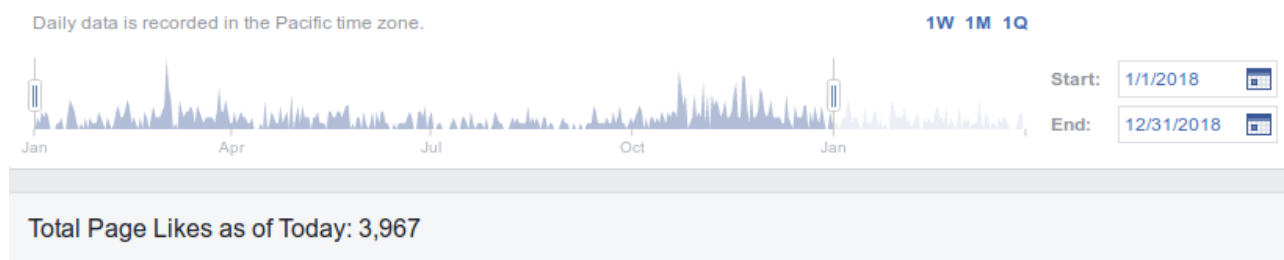 Daily data is recorded in the Pacific time zone.
1W 1M 1Q
Start: 1/1/2018
End: 12/31/2018
Jan Apr Jul Oct Jan
Total Page Likes as of Today: 3,967